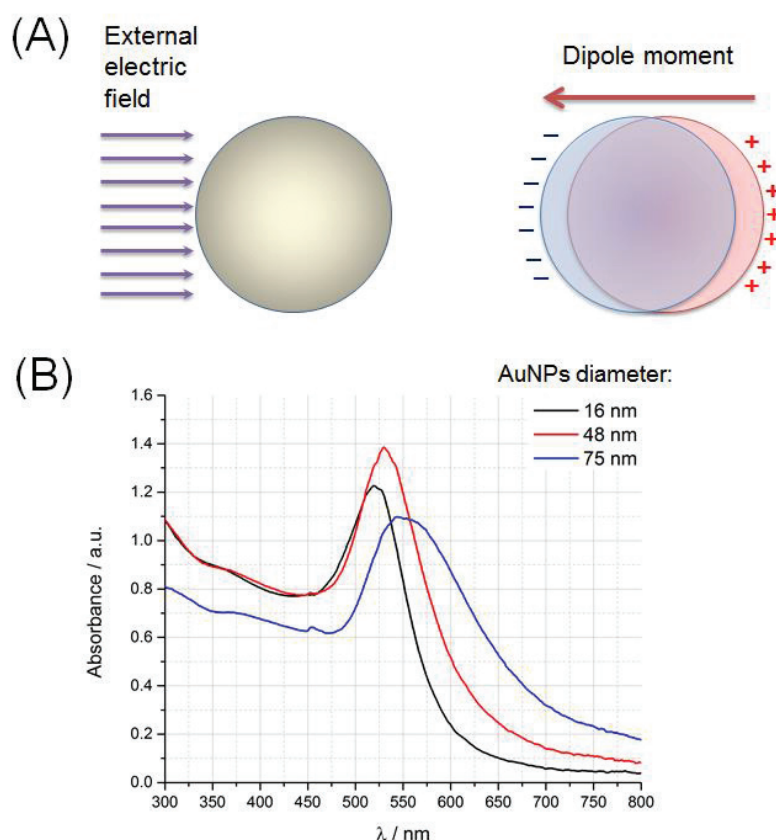 (A)
External
electric
field
Dipole moment
− − − − − − −
+ + + + + + +
(B)
AuNPs diameter:
16 nm
48 nm
75 nm
1.6
1.4
1.2
1.0
0.8
0.6
0.4
0.2
0.0
Absorbance / a.u.
300 350 400 450 500 550 600 650 700 750 800
λ / nm